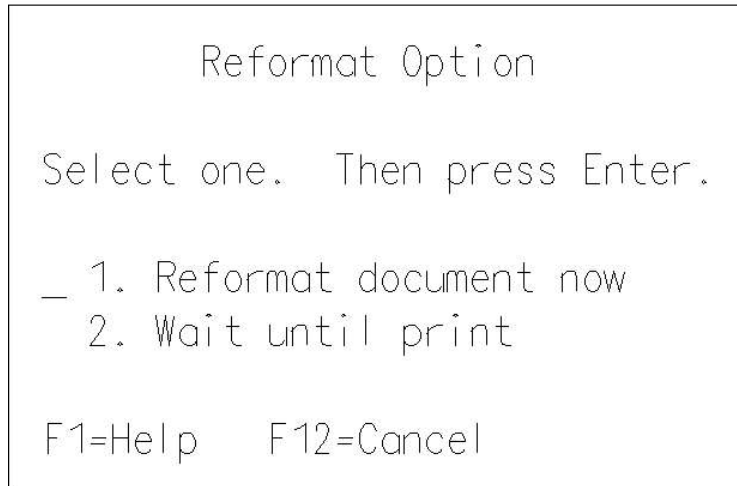 Reformat Option
Select one.  Then press Enter.
_ 1. Reformat document now
2. Wait until print
F1=Help   F12=Cancel